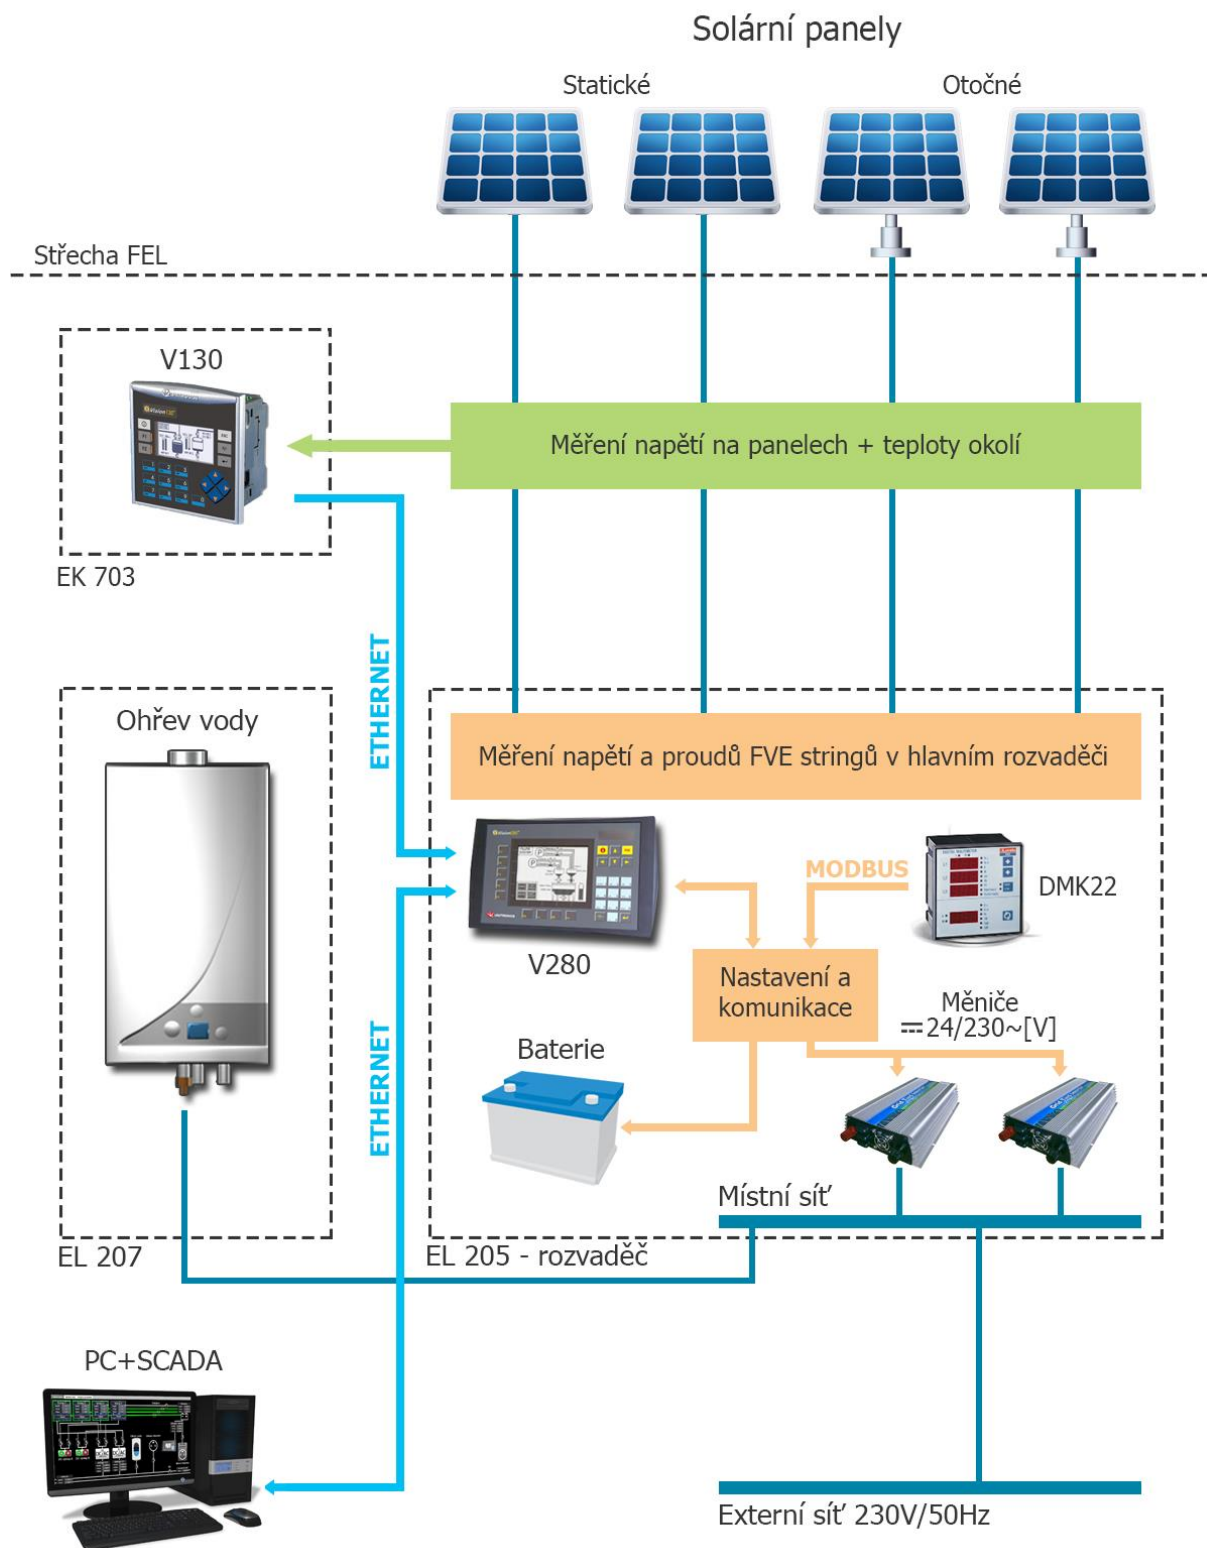 Solární panely
Statické
Otočné
Střecha FEL
V130
Měření napětí na panelech + teploty okolí
EK 703
ETHERNET
Ohřev vody
Měření napětí a proudů FVE stringů v hlavním rozvaděči
MODBUS
DMK22
V280
Nastavení a
komunikace
Měniče
24/230~[V]
Baterie
ETHERNET
Místní síť
EL 207
EL 205 - rozvaděč
PC+SCADA
Externí síť 230V/50Hz